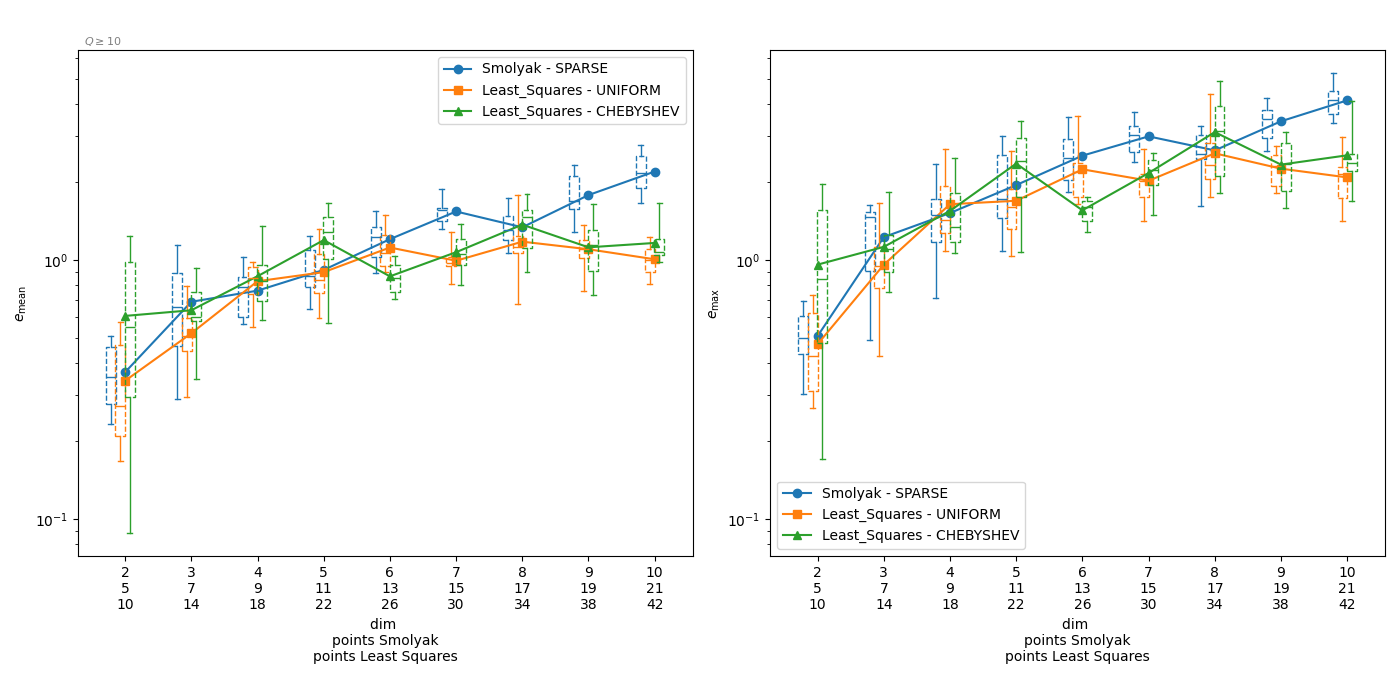 Q ≥ 10
Smolyak - SPARSE
Least_Squares - UNIFORM
Least_Squares - CHEBYSHEV
e_mean
10⁰
10⁻¹
2 3 4 5 6 7 8 9 10
5 7 9 11 13 15 17 19 21
10 14 18 22 26 30 34 38 42
dim
points Smolyak
points Least Squares
e_max
10⁰
10⁻¹
Smolyak - SPARSE
Least_Squares - UNIFORM
Least_Squares - CHEBYSHEV
2 3 4 5 6 7 8 9 10
5 7 9 11 13 15 17 19 21
10 14 18 22 26 30 34 38 42
dim
points Smolyak
points Least Squares